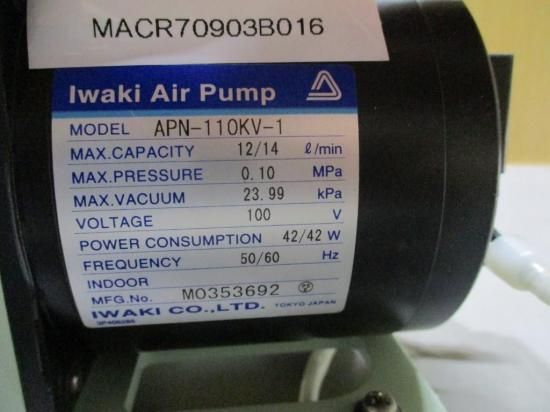 MACR70903B016
Iwaki Air Pump
MODEL APN-110KV-1
MAX.CAPACITY 12/14 ℓ/min
MAX.PRESSURE 0.10 MPa
MAX.VACUUM 23.99 kPa
VOLTAGE 100 V
POWER CONSUMPTION 42/42 W
FREQUENCY 50/60 Hz
INDOOR
MFG.No. M0353692
IWAKI CO.,LTD. TOKYO JAPAN